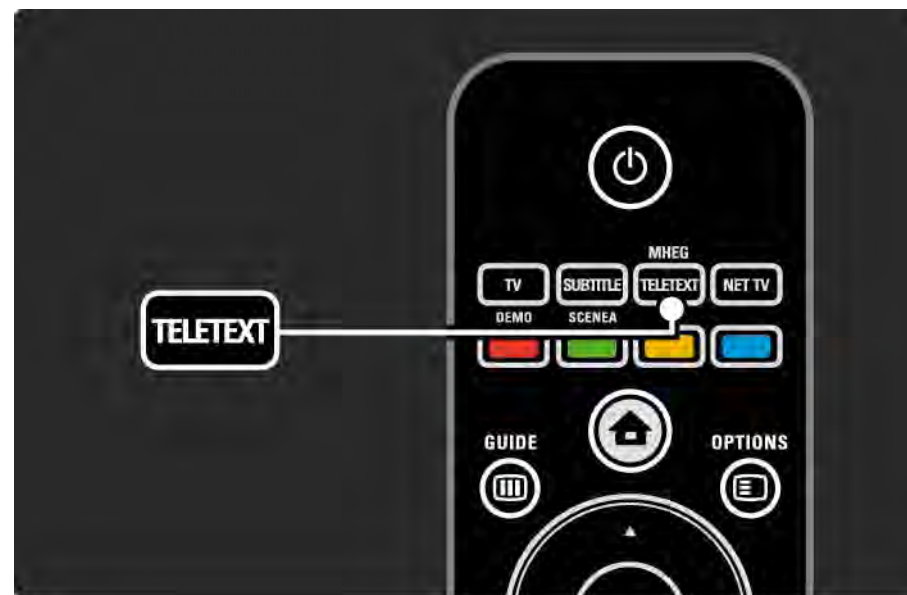 MHEG
TV SUBTITLE TELETEXT NET TV
DEMO SCENEA
TELETEXT
GUIDE OPTIONS